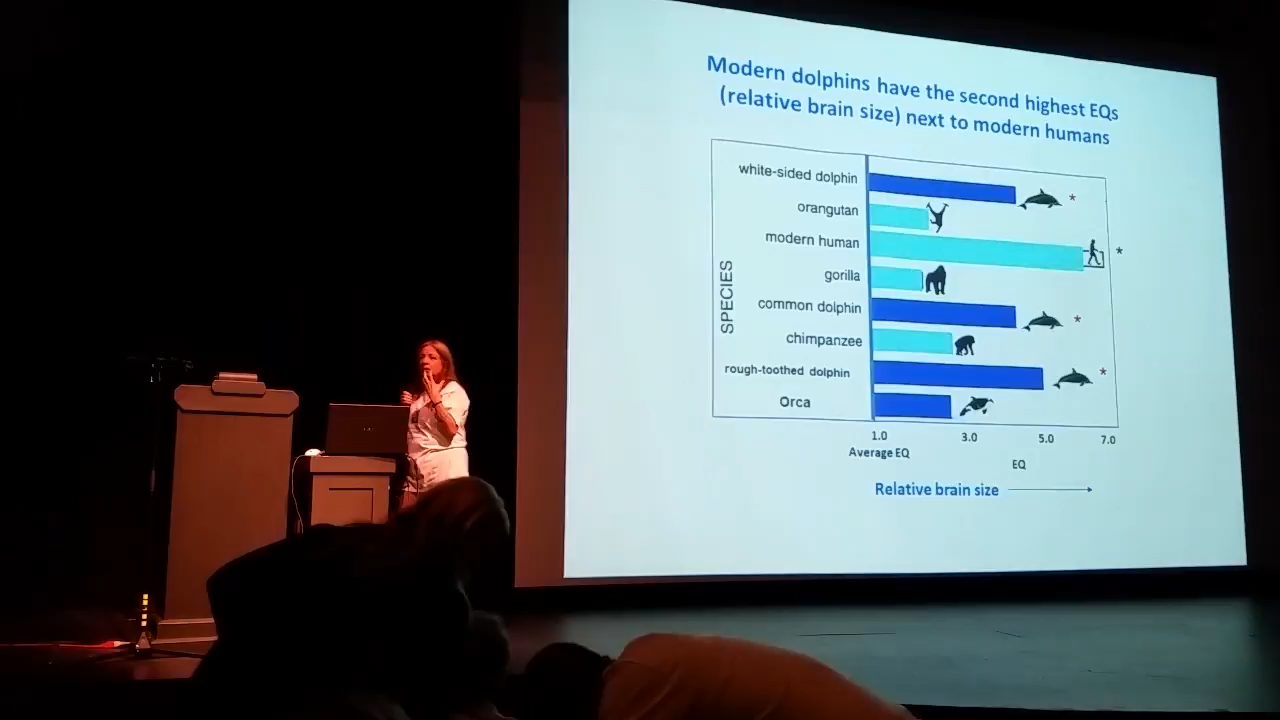 Modern dolphins have the second highest EQs
(relative brain size) next to modern humans
white-sided dolphin *
orangutan
modern human *
gorilla
SPECIES
common dolphin *
chimpanzee
rough-toothed dolphin *
Orca
1.0 3.0 5.0 7.0
Average EQ
EQ
Relative brain size